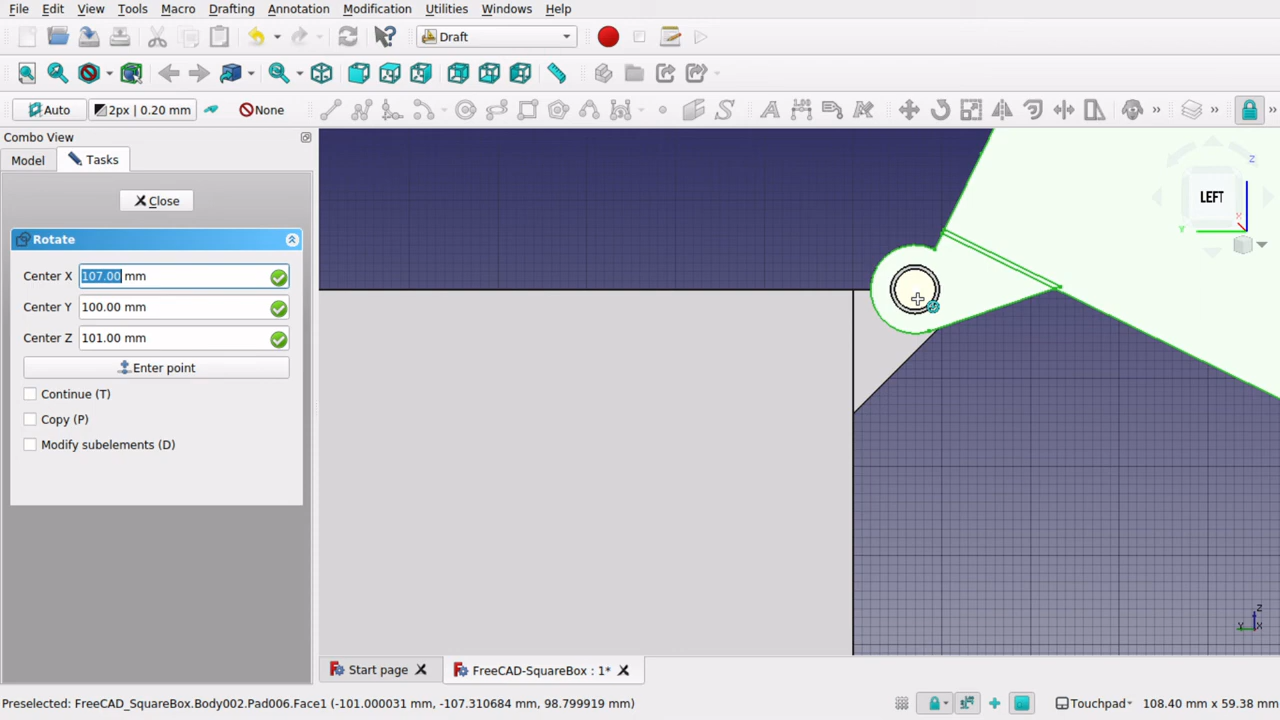 File Edit View Tools Macro Drafting Annotation Modification Utilities Windows Help
Draft
Auto 2px | 0.20 mm None
Combo View
Model Tasks
Close
Rotate
Center X 107.00 mm
Center Y 100.00 mm
Center Z 101.00 mm
Enter point
Continue (T)
Copy (P)
Modify subelements (D)
Z
LEFT
X
Y
Z
Y X
Start page FreeCAD-SquareBox : 1*
Preselected: FreeCAD_SquareBox.Body002.Pad006.Face1 (-101.000031 mm, -107.310684 mm, 98.799919 mm) Touchpad 108.40 mm x 59.38 mm